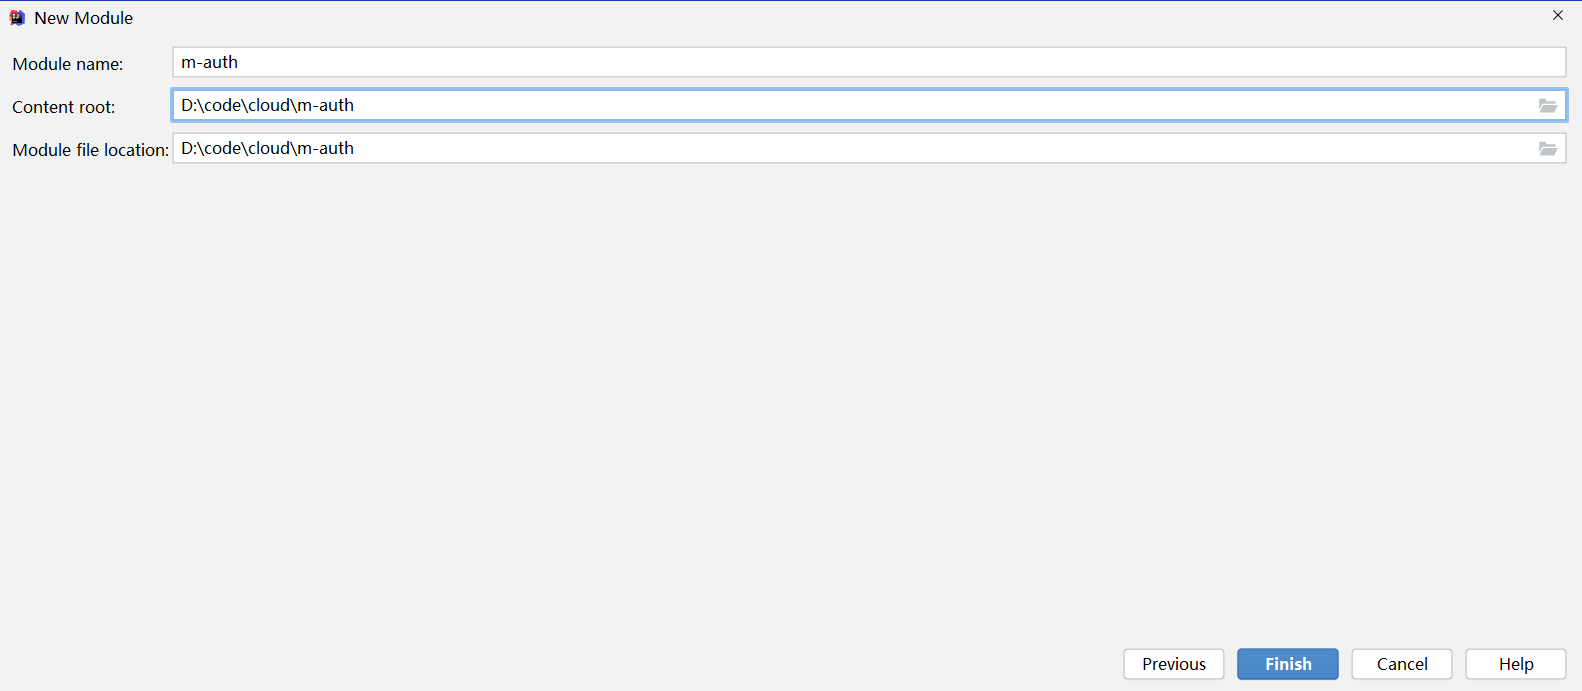 New Module
Module name: m-auth
Content root: D:\code\cloud\m-auth
Module file location: D:\code\cloud\m-auth
Previous Finish Cancel Help